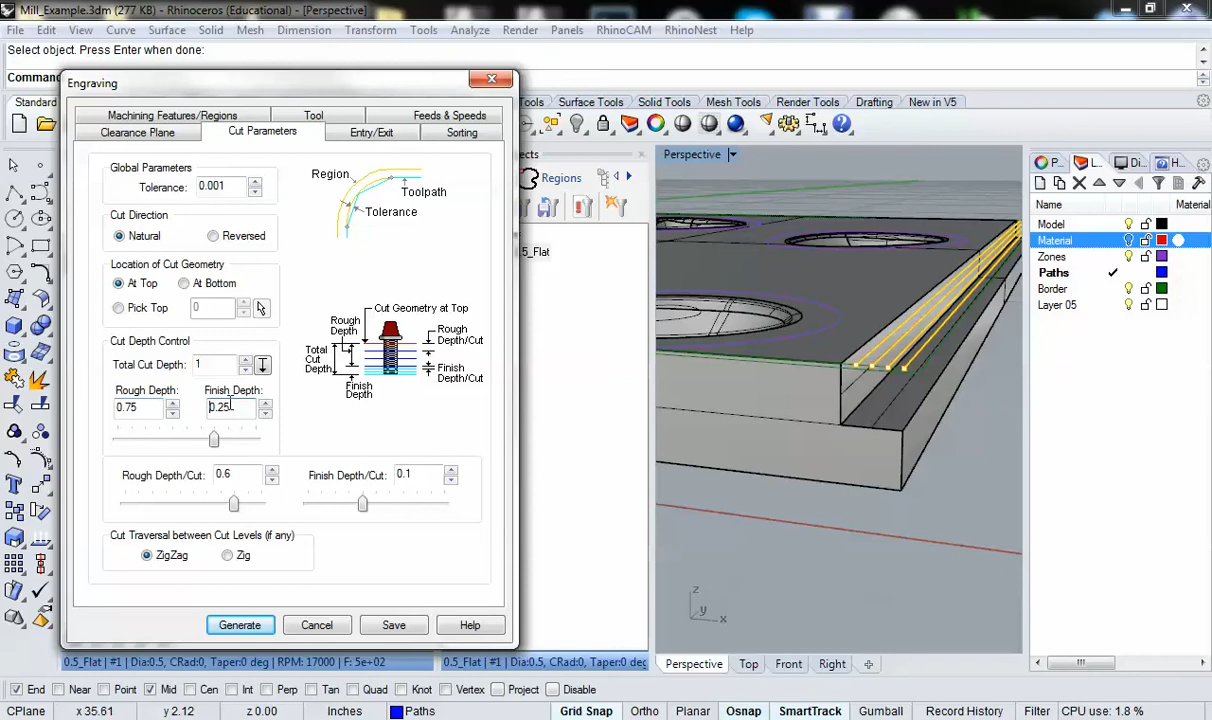 Mill_Example.3dm (277 KB) - Rhinoceros (Educational) - [Perspective]
File Edit View Curve Surface Solid Mesh Dimension Transform Tools Analyze Render Panels RhinoCAM RhinoNest Help
Select object. Press Enter when done:
Command
Engraving
Standard
Tools Surface Tools Solid Tools Mesh Tools Render Tools Drafting New in V5
Machining Features/Regions Tool Feeds & Speeds
Clearance Plane Cut Parameters Entry/Exit Sorting
Perspective
Global Parameters
Tolerance: 0.001
Region
Toolpath
Tolerance
Regions
Cut Direction
Natural Reversed
Location of Cut Geometry
At Top At Bottom
Pick Top 0
Cut Geometry at Top
Rough Depth
Rough Depth/Cut
Total Cut Depth
Finish Depth/Cut
Finish Depth
Cut Depth Control
Total Cut Depth: 1
Rough Depth: Finish Depth:
0.75 0.25
Rough Depth/Cut: 0.6 Finish Depth/Cut: 0.1
Cut Traversal between Cut Levels (if any)
ZigZag Zig
Generate Cancel Save Help
0.5_Flat | #1 | Dia:0.5, CRad:0, Taper:0 deg | RPM: 17000 | F: 5e+02
0.5_Flat | #1 | Dia:0.5, CRad:0, Taper:0 deg
P... L... Di... H...
Name Material
Model
Material
Zones
Paths
Border
Layer 05
z
y
x
Perspective Top Front Right
End Near Point Mid Cen Int Perp Tan Quad Knot Vertex Project Disable
CPlane x 35.61 y 2.12 z 0.00 Inches Paths Grid Snap Ortho Planar Osnap SmartTrack Gumball Record History Filter CPU use: 1.8 %